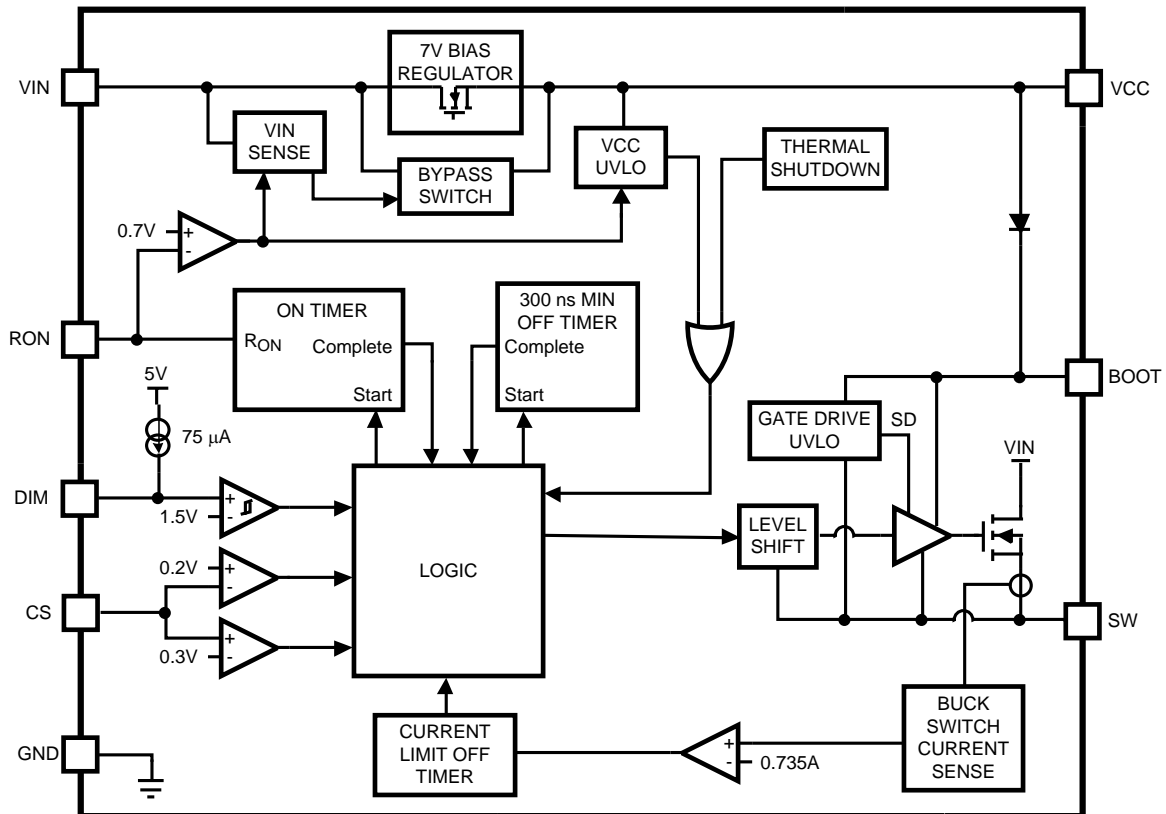 7V BIAS
REGULATOR
VIN
VCC
VIN
SENSE
BYPASS
SWITCH
VCC
UVLO
THERMAL
SHUTDOWN
0.7V
+
-
ON TIMER
RON
Complete
Start
300 ns MIN
OFF TIMER
Complete
Start
RON
5V
75 µA
BOOT
GATE DRIVE
UVLO
SD
VIN
DIM
+
1.5V
-
LEVEL
SHIFT
LOGIC
0.2V
+
-
CS
+
0.3V
-
SW
BUCK
SWITCH
CURRENT
SENSE
CURRENT
LIMIT OFF
TIMER
+
-
0.735A
GND